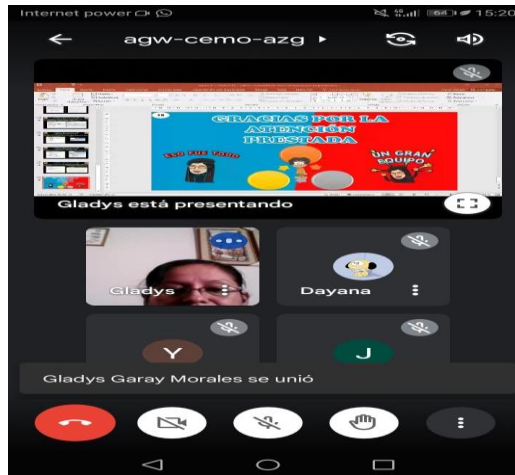 Internet power
64 15:20
agw-cemo-azg
GRACIAS POR LA
ATENCIÓN
PRESTADA
ESO FUE TODO
UN GRAN
EQUIPO
Gladys está presentando
Gladys
Dayana
Y
J
Gladys Garay Morales se unió